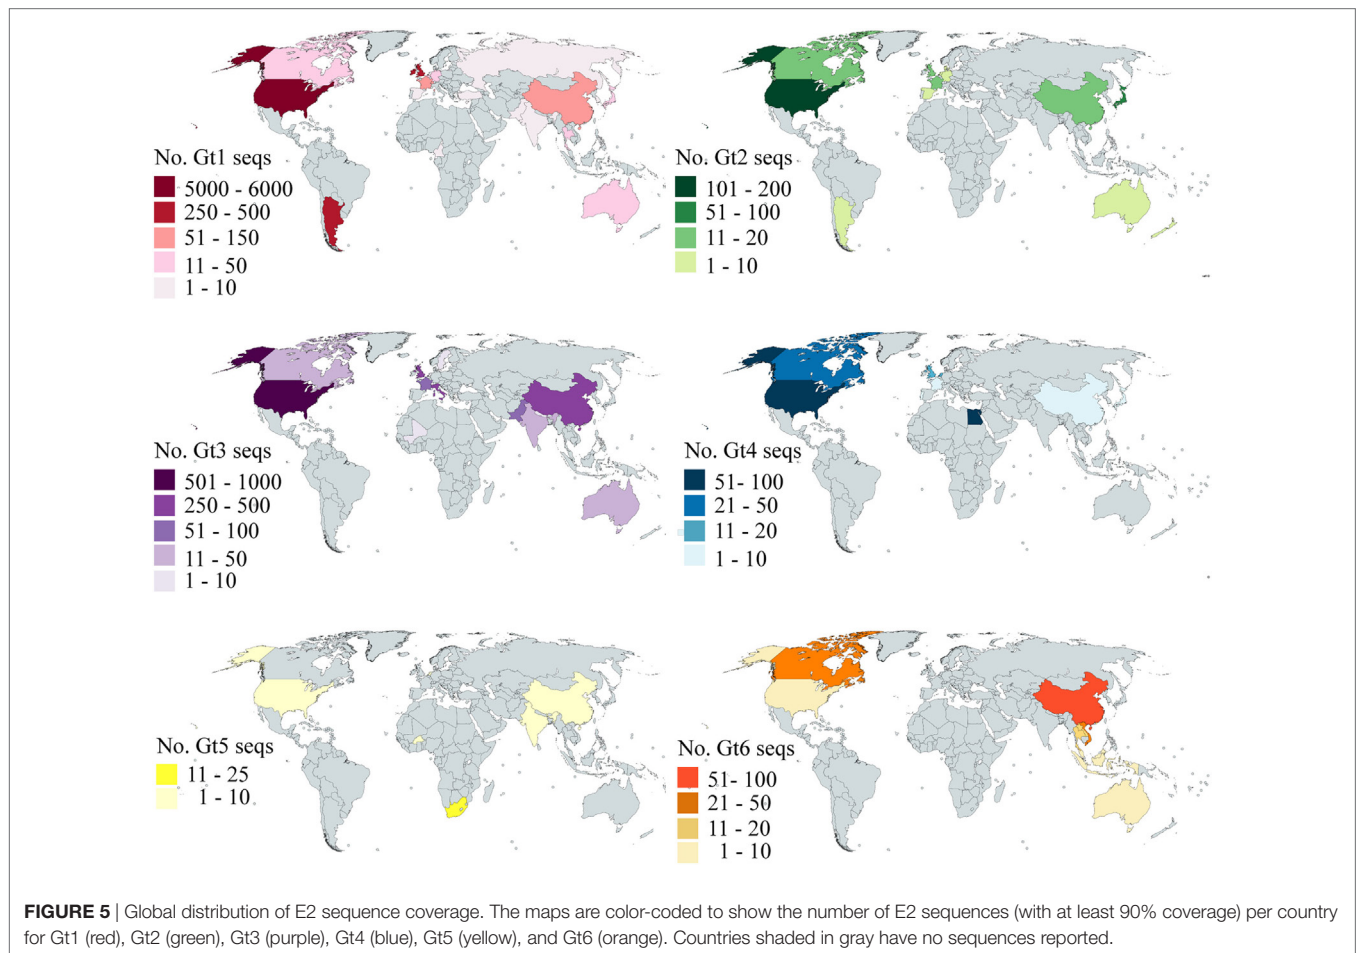 No. Gt1 seqs
5000 - 6000
250 - 500
51 - 150
11 - 50
1 - 10
No. Gt2 seqs
101 - 200
51 - 100
11 - 20
1 - 10
No. Gt3 seqs
501 - 1000
250 - 500
51 - 100
11 - 50
1 - 10
No. Gt4 seqs
51- 100
21 - 50
11 - 20
1 - 10
No. Gt5 seqs
11 - 25
1 - 10
No. Gt6 seqs
51- 100
21 - 50
11 - 20
1 - 10
FIGURE 5 | Global distribution of E2 sequence coverage. The maps are color-coded to show the number of E2 sequences (with at least 90% coverage) per country
for Gt1 (red), Gt2 (green), Gt3 (purple), Gt4 (blue), Gt5 (yellow), and Gt6 (orange). Countries shaded in gray have no sequences reported.